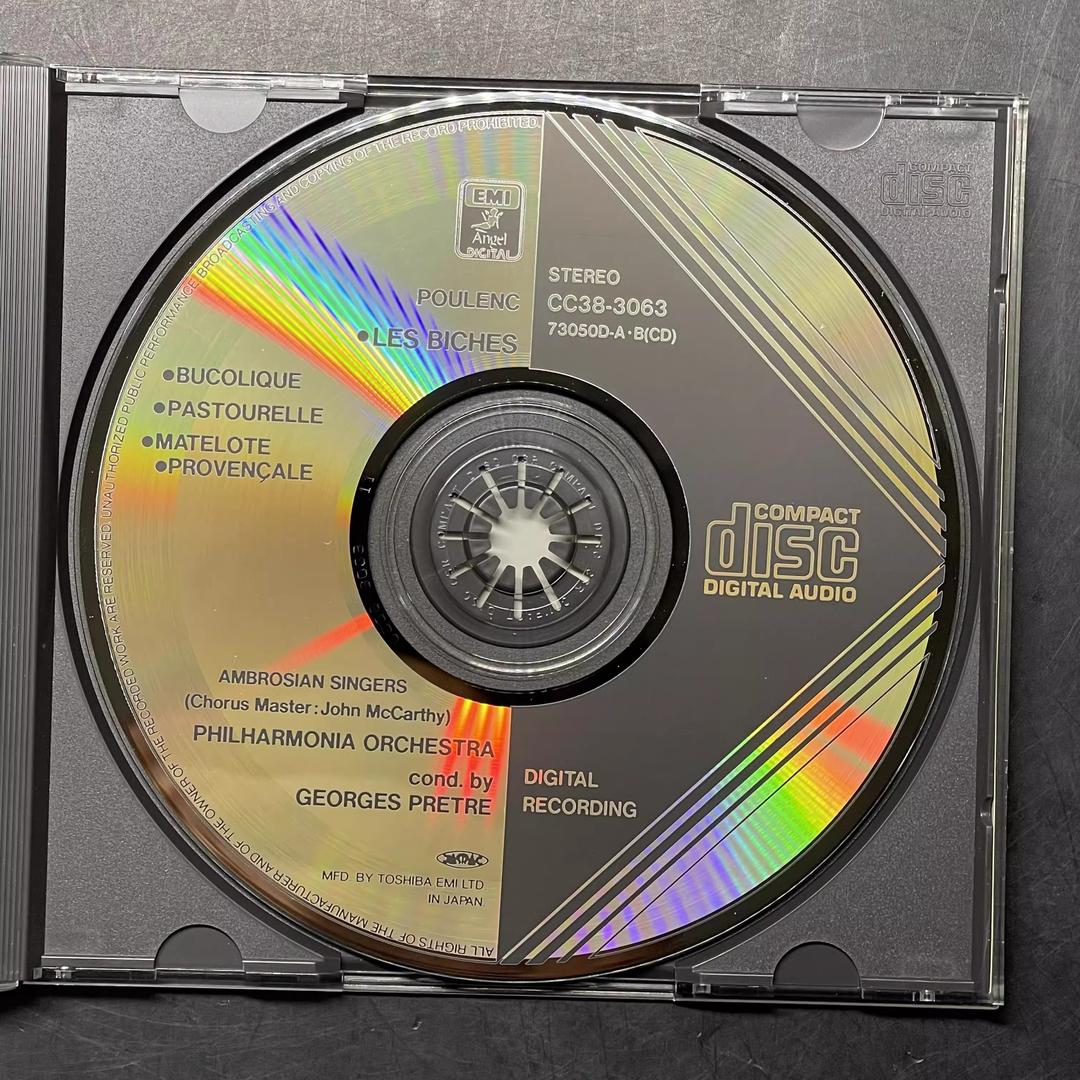 EMI
Angel
DIGITAL
POULENC
•LES BICHES
•BUCOLIQUE
•PASTOURELLE
•MATELOTE
•PROVENÇALE
STEREO
CC38-3063
73050D-A·B(CD)
COMPACT
disc
DIGITAL AUDIO
COMPACT
disc
DIGITAL AUDIO
AMBROSIAN SINGERS
(Chorus Master:John McCarthy)
PHILHARMONIA ORCHESTRA
cond. by
GEORGES PRETRE
DIGITAL
RECORDING
MFD BY TOSHIBA EMI LTD
IN JAPAN
ALL RIGHTS OF THE MANUFACTURER AND OF THE OWNER OF THE RECORDED WORK ARE RESERVED. UNAUTHORIZED PUBLIC PERFORMANCE, BROADCASTING AND COPYING OF THE RECORD PROHIBITED.